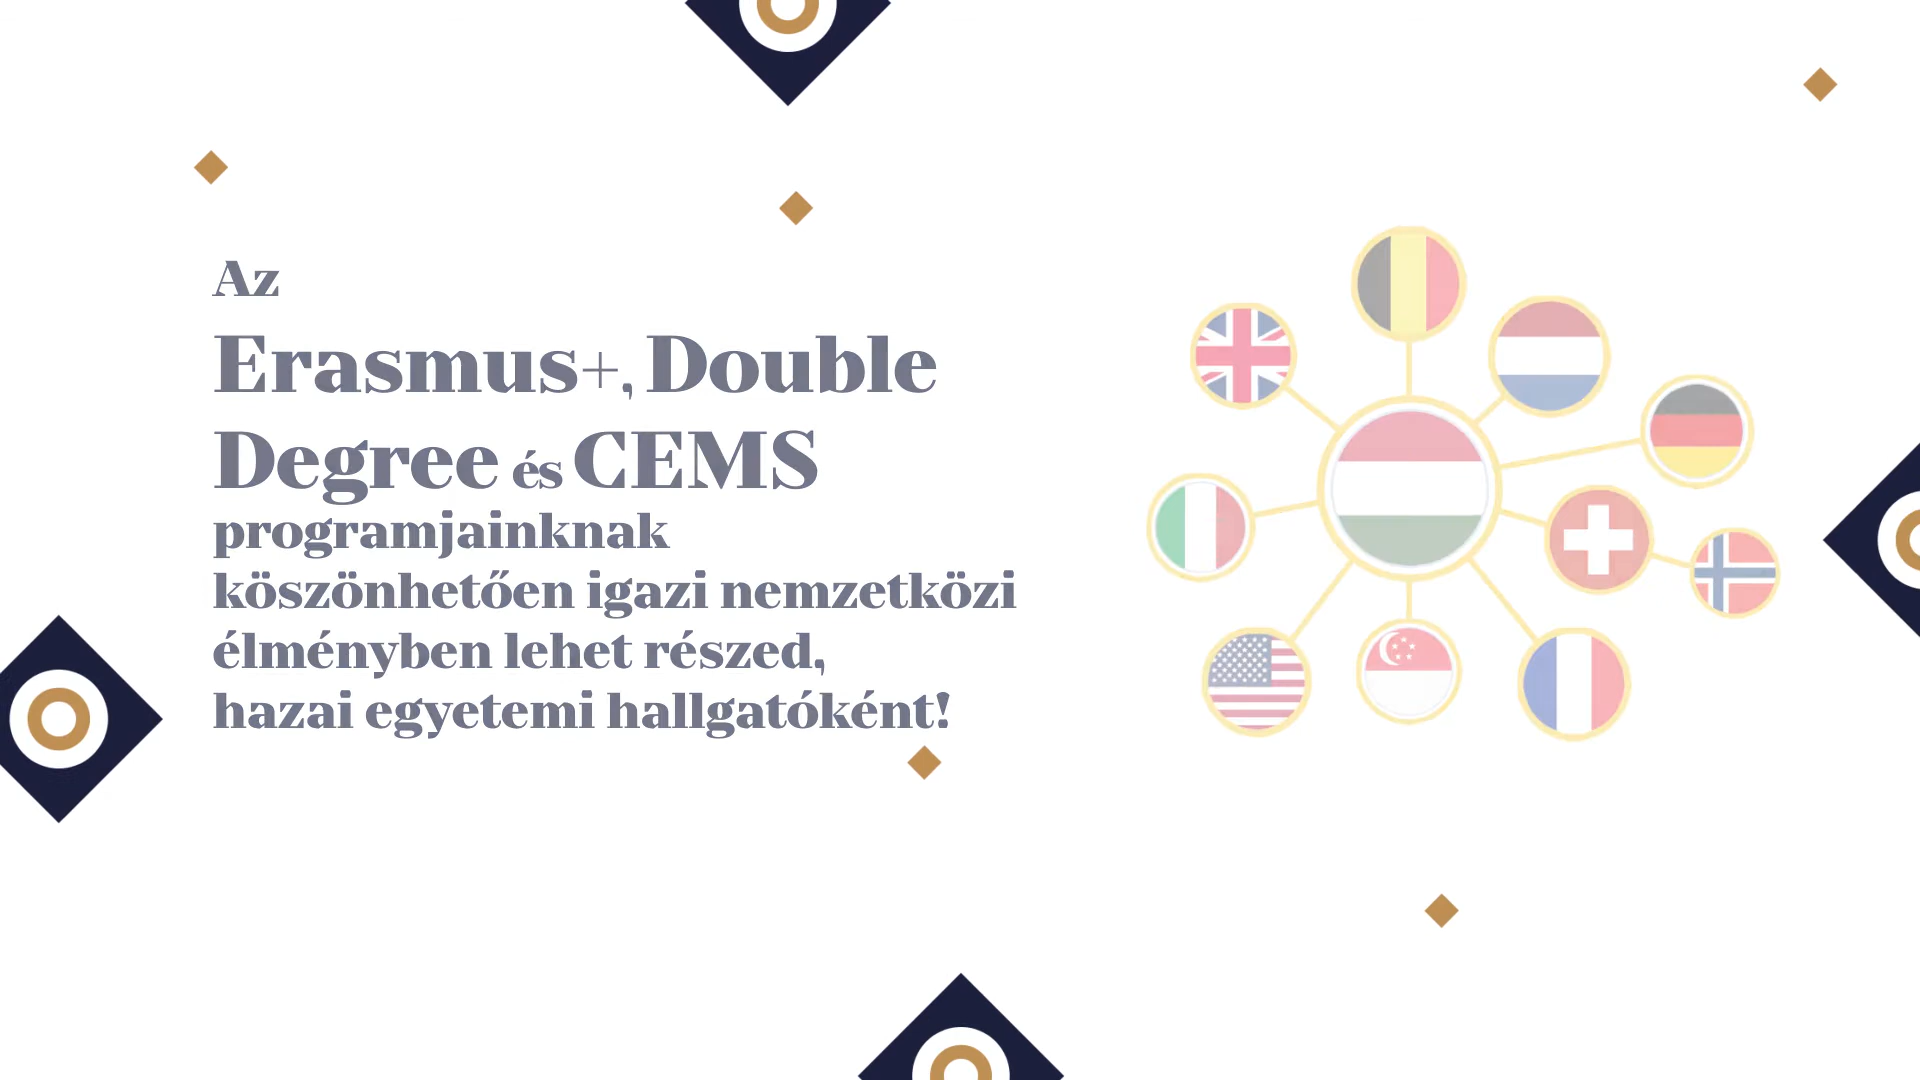 Az
Erasmus+, Double
Degree és CEMS
programjainknak
köszönhetően igazi nemzetközi
élményben lehet részed,
hazai egyetemi hallgatóként!